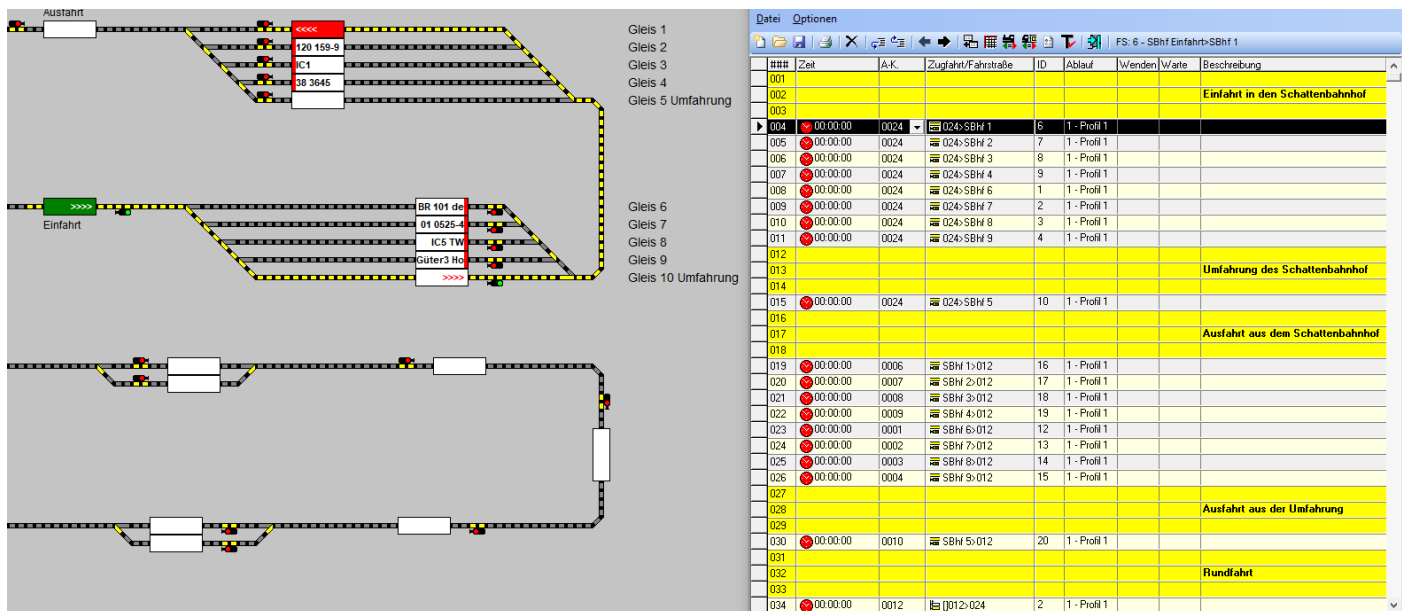 Ausfahrt
<<<<
120 159-9
IC1
38 3645
Gleis 1
Gleis 2
Gleis 3
Gleis 4
Gleis 5 Umfahrung
>>>>
Einfahrt
BR 101 de
01 0525-4
IC5 TW
Güter3 Ho
>>>>
Gleis 6
Gleis 7
Gleis 8
Gleis 9
Gleis 10 Umfahrung
Datei Optionen
FS: 6 - SBhf Einfahrt>SBhf 1
### Zeit A-K. Zugfahrt/Fahrstraße ID Ablauf Wenden Warte Beschreibung
001
002 Einfahrt in den Schattenbahnhof
003
004 00:00:00 0024 024>SBhf 1 6 1 - Profil 1
005 00:00:00 0024 024>SBhf 2 7 1 - Profil 1
006 00:00:00 0024 024>SBhf 3 8 1 - Profil 1
007 00:00:00 0024 024>SBhf 4 9 1 - Profil 1
008 00:00:00 0024 024>SBhf 6 1 1 - Profil 1
009 00:00:00 0024 024>SBhf 7 2 1 - Profil 1
010 00:00:00 0024 024>SBhf 8 3 1 - Profil 1
011 00:00:00 0024 024>SBhf 9 4 1 - Profil 1
012
013 Umfahrung des Schattenbahnhof
014
015 00:00:00 0024 024>SBhf 5 10 1 - Profil 1
016
017 Ausfahrt aus dem Schattenbahnhof
018
019 00:00:00 0006 SBhf 1>012 16 1 - Profil 1
020 00:00:00 0007 SBhf 2>012 17 1 - Profil 1
021 00:00:00 0008 SBhf 3>012 18 1 - Profil 1
022 00:00:00 0009 SBhf 4>012 19 1 - Profil 1
023 00:00:00 0001 SBhf 6>012 12 1 - Profil 1
024 00:00:00 0002 SBhf 7>012 13 1 - Profil 1
025 00:00:00 0003 SBhf 8>012 14 1 - Profil 1
026 00:00:00 0004 SBhf 9>012 15 1 - Profil 1
027
028 Ausfahrt aus der Umfahrung
029
030 00:00:00 0010 SBhf 5>012 20 1 - Profil 1
031
032 Rundfahrt
033
034 00:00:00 0012 []012>024 2 1 - Profil 1